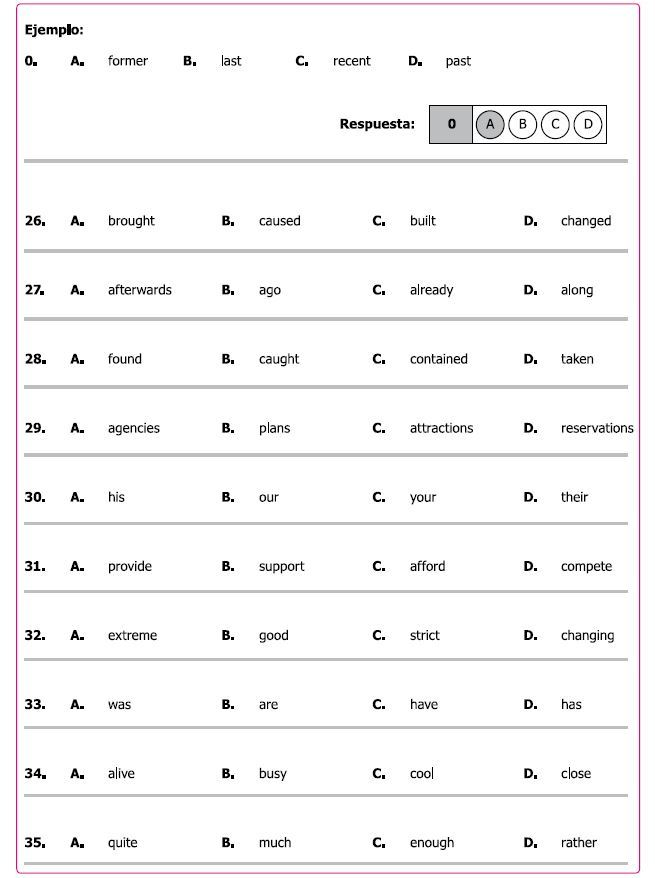 Ejemplo:
0. A. former B. last C. recent D. past
Respuesta: 0 A B C D
26. A. brought B. caused C. built D. changed
27. A. afterwards B. ago C. already D. along
28. A. found B. caught C. contained D. taken
29. A. agencies B. plans C. attractions D. reservations
30. A. his B. our C. your D. their
31. A. provide B. support C. afford D. compete
32. A. extreme B. good C. strict D. changing
33. A. was B. are C. have D. has
34. A. alive B. busy C. cool D. close
35. A. quite B. much C. enough D. rather